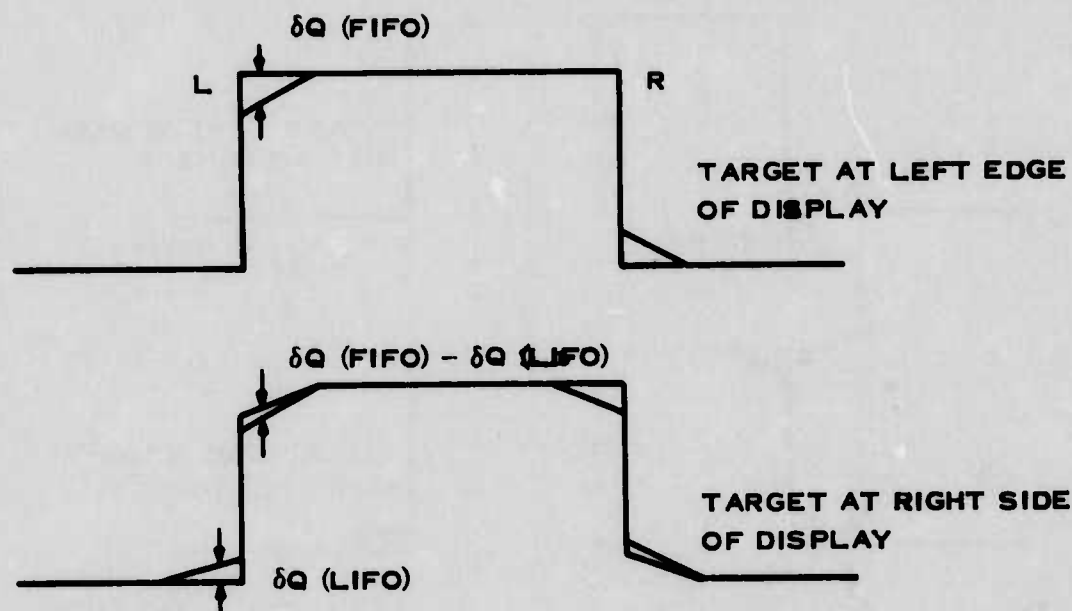 δQ (FIFO)
L
R
TARGET AT LEFT EDGE
OF DISPLAY
δQ (FIFO) - δQ (LIFO)
TARGET AT RIGHT SIDE
OF DISPLAY
δQ (LIFO)